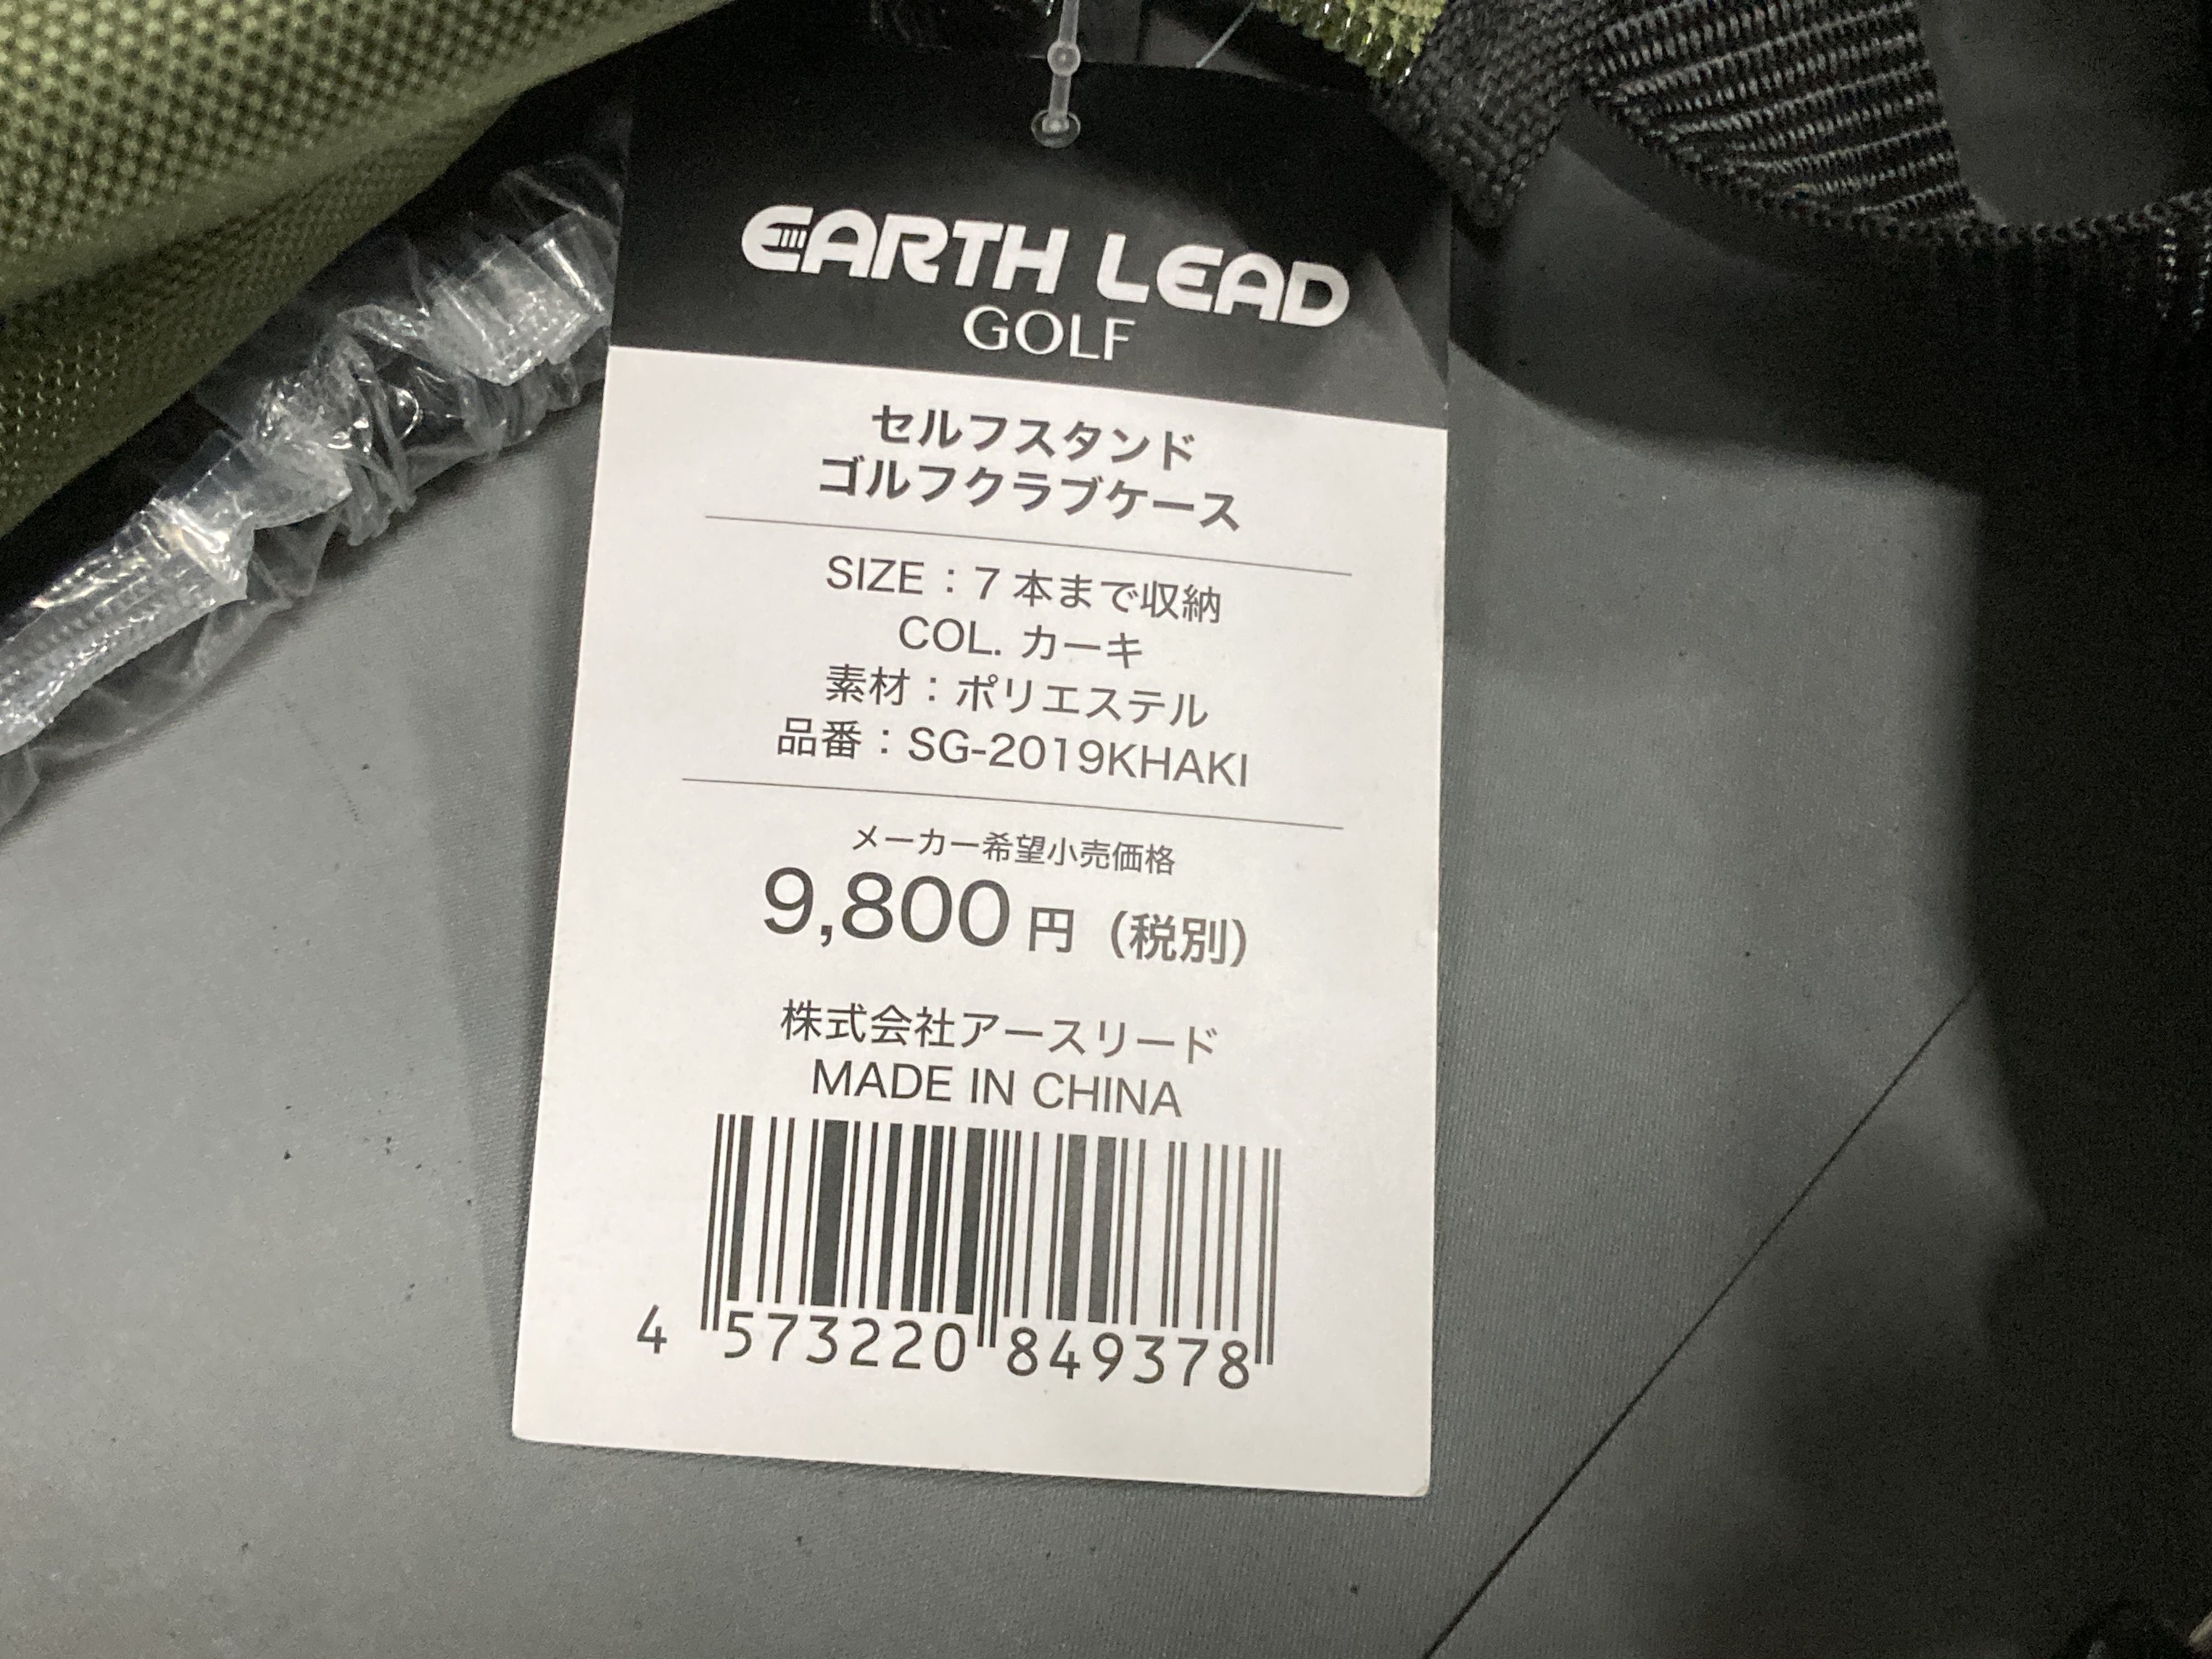 EARTH LEAD
GOLF
セルフスタンド
ゴルフクラブケース
SIZE：7 本まで収納
COL. カーキ
素材：ポリエステル
品番：SG-2019KHAKI
メーカー希望小売価格
9,800 円（税別）
株式会社アースリード
MADE IN CHINA
4 573220 849378